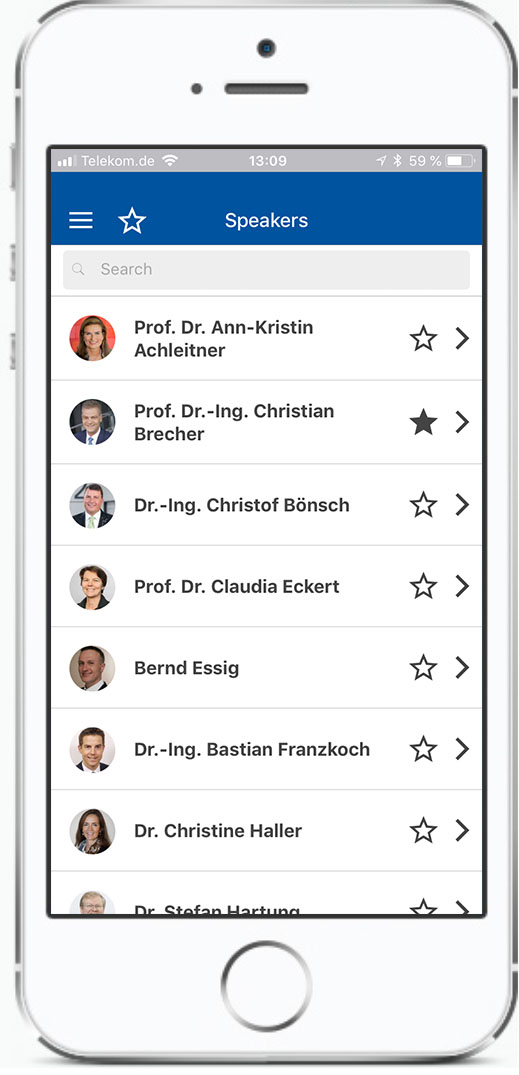 Telekom.de 13:09 59 %
Speakers
Search
Prof. Dr. Ann-Kristin
Achleitner
Prof. Dr.-Ing. Christian
Brecher
Dr.-Ing. Christof Bönsch
Prof. Dr. Claudia Eckert
Bernd Essig
Dr.-Ing. Bastian Franzkoch
Dr. Christine Haller
Dr. Stefan Hartung